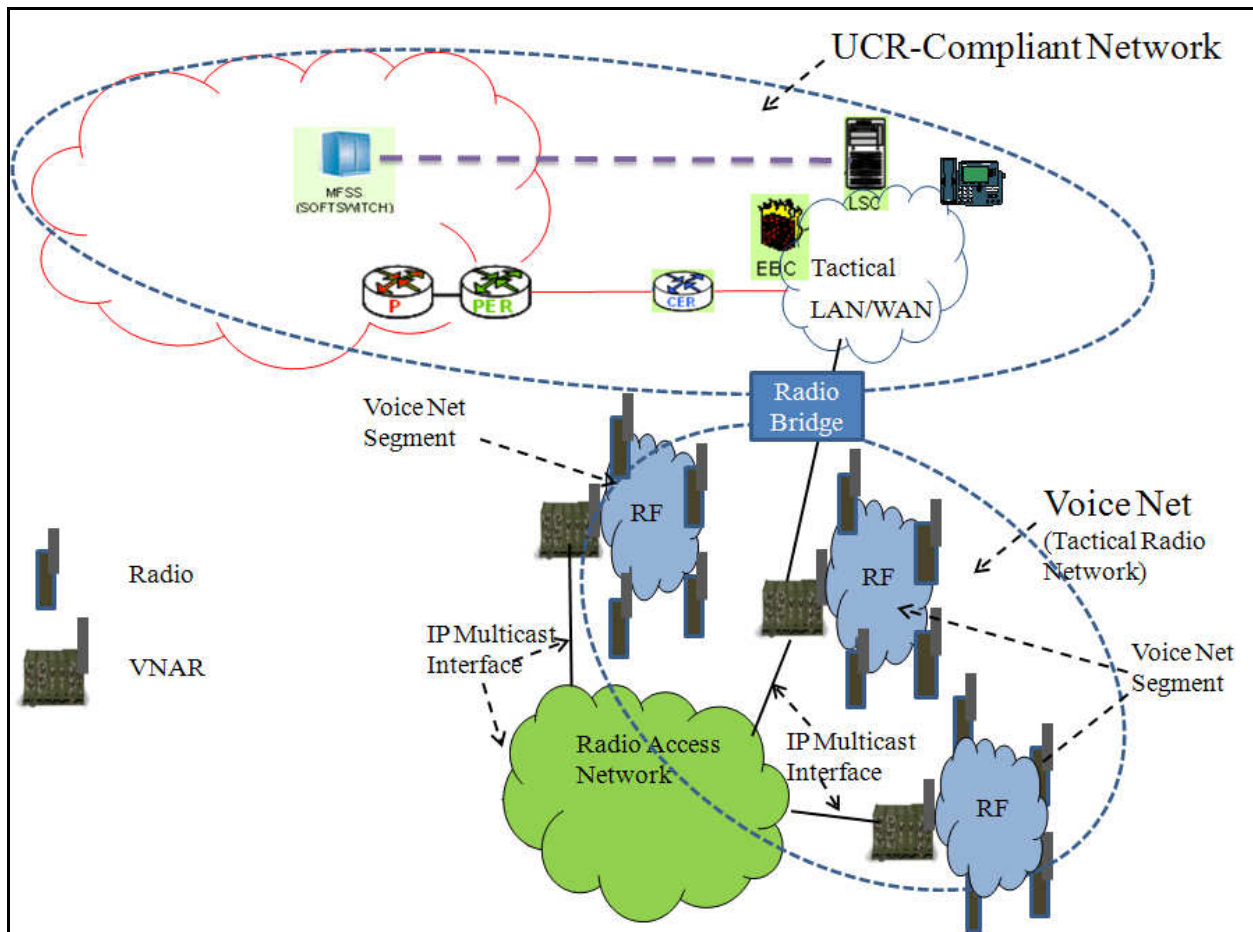 UCR-Compliant Network
MFSS
(SOFTSWITCH)
LSC
EBC
Tactical
LAN/WAN
P
PER
CER
Radio
Bridge
Voice Net
Segment
RF
RF
Voice Net
(Tactical Radio
Network)
Radio
VNAR
IP Multicast
Interface
Voice Net
Segment
Radio Access
Network
IP Multicast
Interface
RF